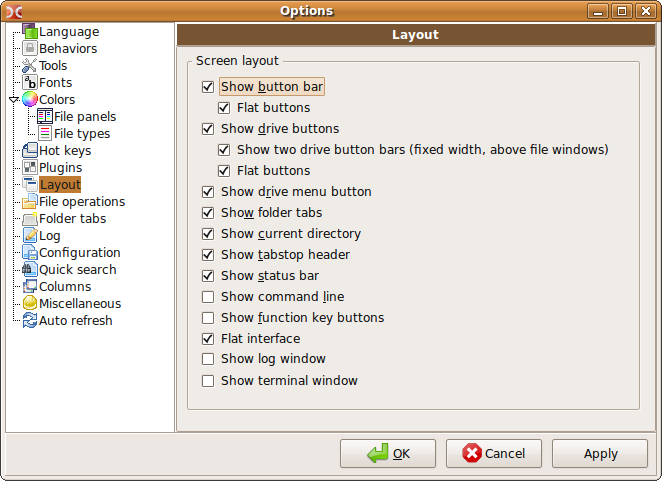 Options
Language
Behaviors
Tools
Fonts
Colors
File panels
File types
Hot keys
Plugins
Layout
File operations
Folder tabs
Log
Configuration
Quick search
Columns
Miscellaneous
Auto refresh
Layout
Screen layout
Show button bar
Flat buttons
Show drive buttons
Show two drive button bars (fixed width, above file windows)
Flat buttons
Show drive menu button
Show folder tabs
Show current directory
Show tabstop header
Show status bar
Show command line
Show function key buttons
Flat interface
Show log window
Show terminal window
OK
Cancel
Apply